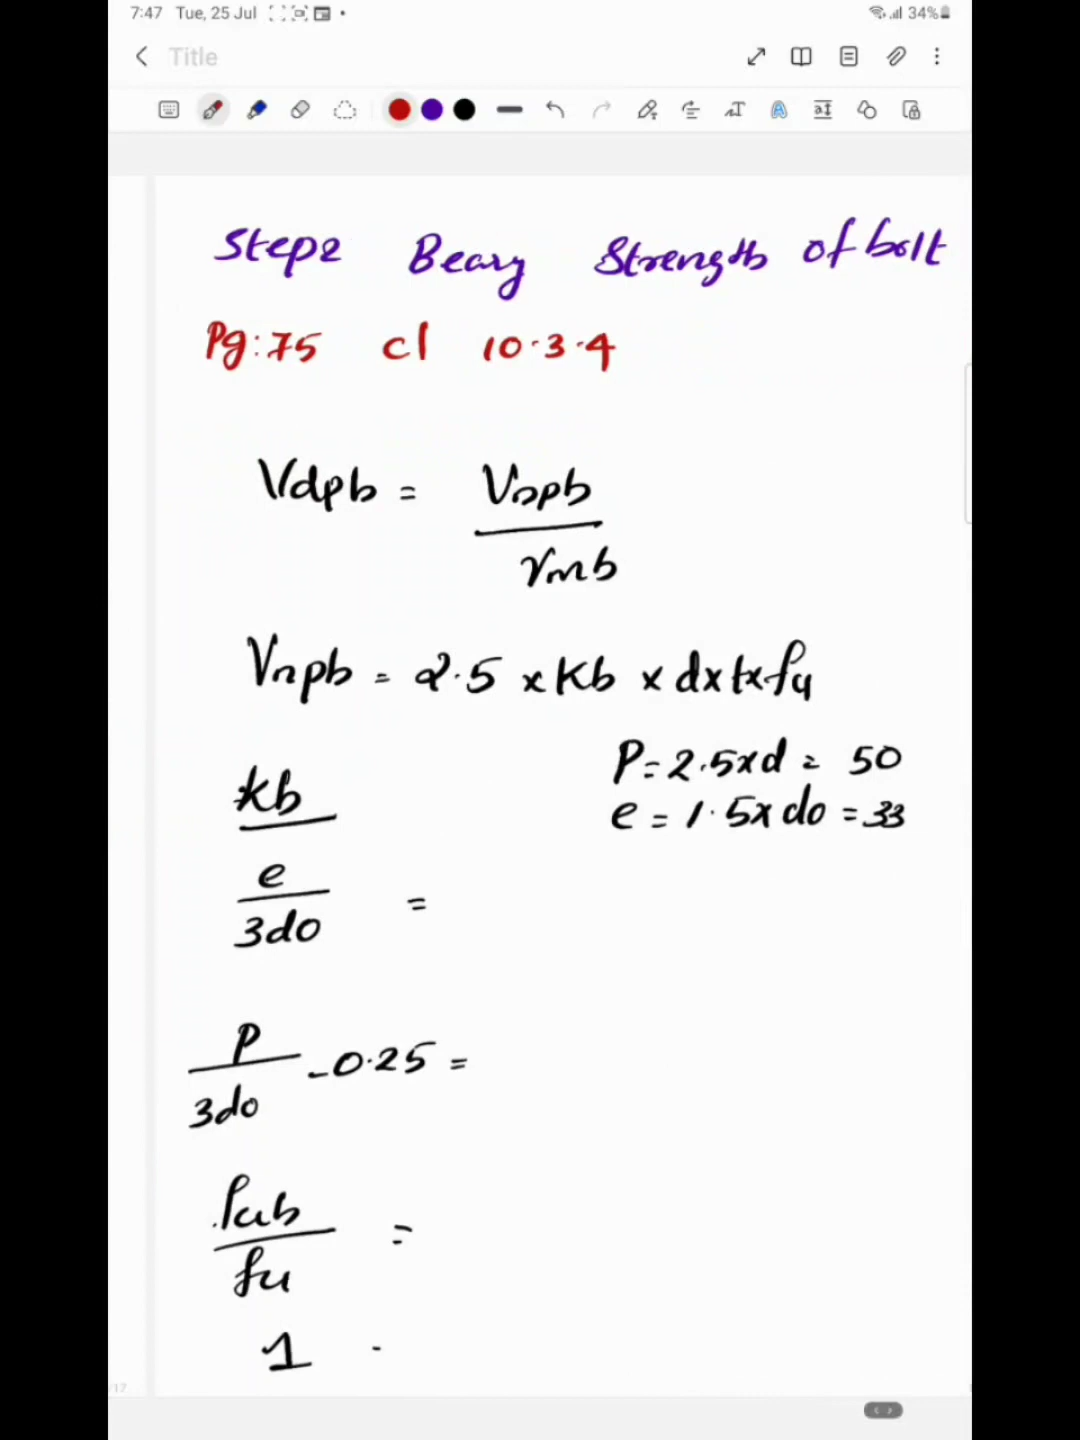 7:47 Tue, 25 Jul 34%
Title
Step2 Bearing Strength of bolt
Pg:75 cl 10.3.4
Vdpb = Vnpb / γmb
Vnpb = 2.5 x Kb x d x t x fu
P = 2.5 x d = 50
e = 1.5 x do = 33
kb
e / 3do =
P / 3do - 0.25 =
fub / fu =
1 -